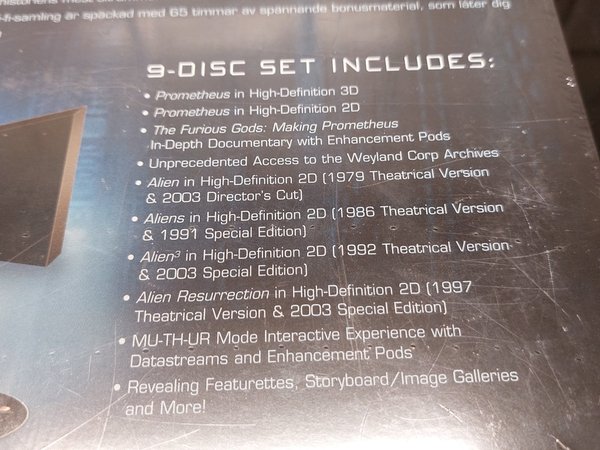 -fi-samling är späckad med 65 timmar av spännande bonusmaterial, som låter dig
9-DISC SET INCLUDES:
• Prometheus in High-Definition 3D
• Prometheus in High-Definition 2D
• The Furious Gods: Making Prometheus
In-Depth Documentary with Enhancement Pods
• Unprecedented Access to the Weyland Corp Archives
• Alien in High-Definition 2D (1979 Theatrical Version
& 2003 Director's Cut)
• Aliens in High-Definition 2D (1986 Theatrical Version
& 1991 Special Edition)
• Alien³ in High-Definition 2D (1992 Theatrical Version
& 2003 Special Edition)
• Alien Resurrection in High-Definition 2D (1997
Theatrical Version & 2003 Special Edition)
• MU-TH-UR Mode Interactive Experience with
Datastreams and Enhancement Pods
• Revealing Featurettes, Storyboard/Image Galleries
and More!